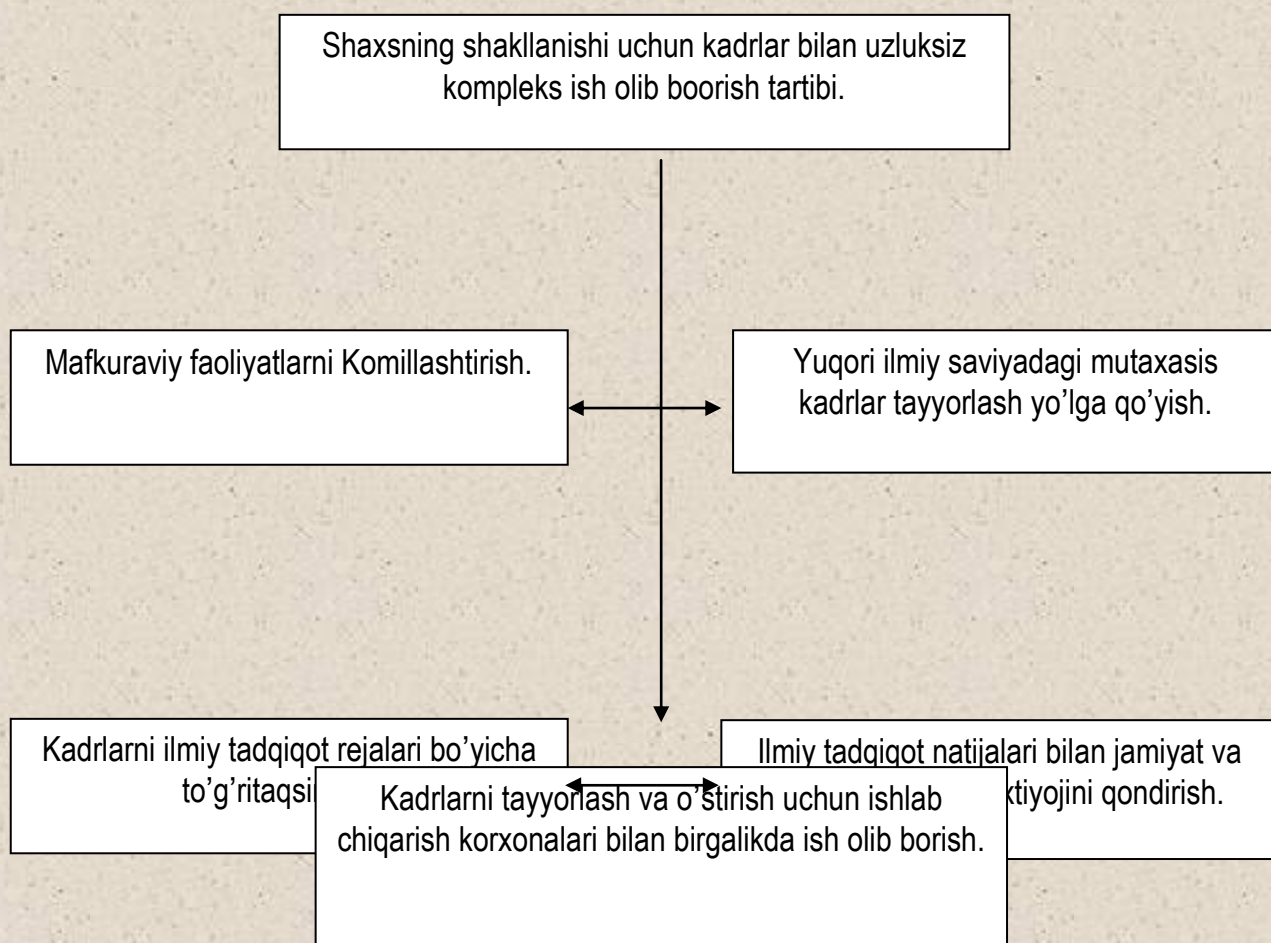 Shaxsning shakllanishi uchun kadrlar bilan uzluksiz
kompleks ish olib boorish tartibi.
Mafkuraviy faoliyatlarni Komillashtirish.
Yuqori ilmiy saviyadagi mutaxasis
kadrlar tayyorlash yo’lga qo’yish.
Kadrlarni ilmiy tadqiqot rejalari bo’yicha
Ilmiy tadqiqot natijalari bilan jamiyat va
qondirish.
Kadrlarni tayyorlash va o’stirish uchun ishlab
chiqarish korxonalari bilan birgalikda ish olib borish.